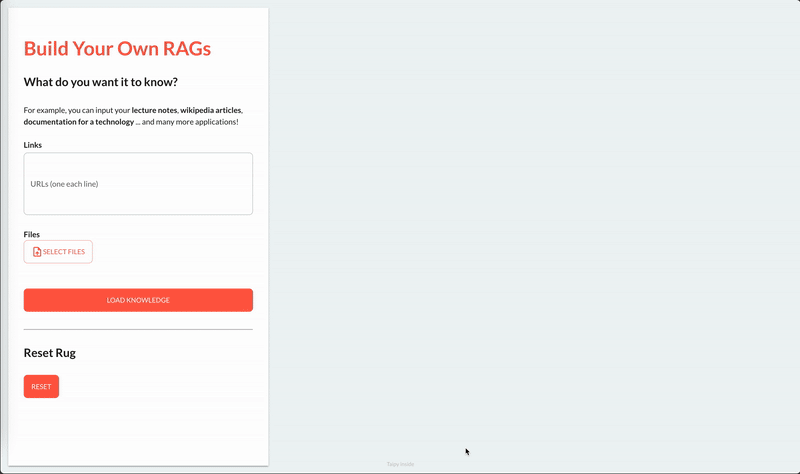 Build Your Own RAGs
What do you want it to know?
For example, you can input your lecture notes, wikipedia articles,
documentation for a technology ... and many more applications!
Links
URLs (one each line)
Files
SELECT FILES
LOAD KNOWLEDGE
Reset Rug
RESET